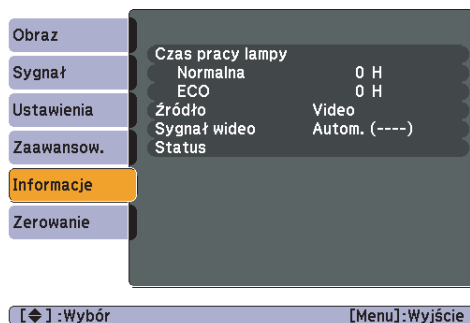 Obraz
Sygnał
Ustawienia
Zaawansow.
Informacje
Zerowanie
Czas pracy lampy
Normalna 0 H
ECO 0 H
Źródło Video
Sygnał wideo Autom. (----)
Status
[◆] :Wybór [Menu]:Wyjście